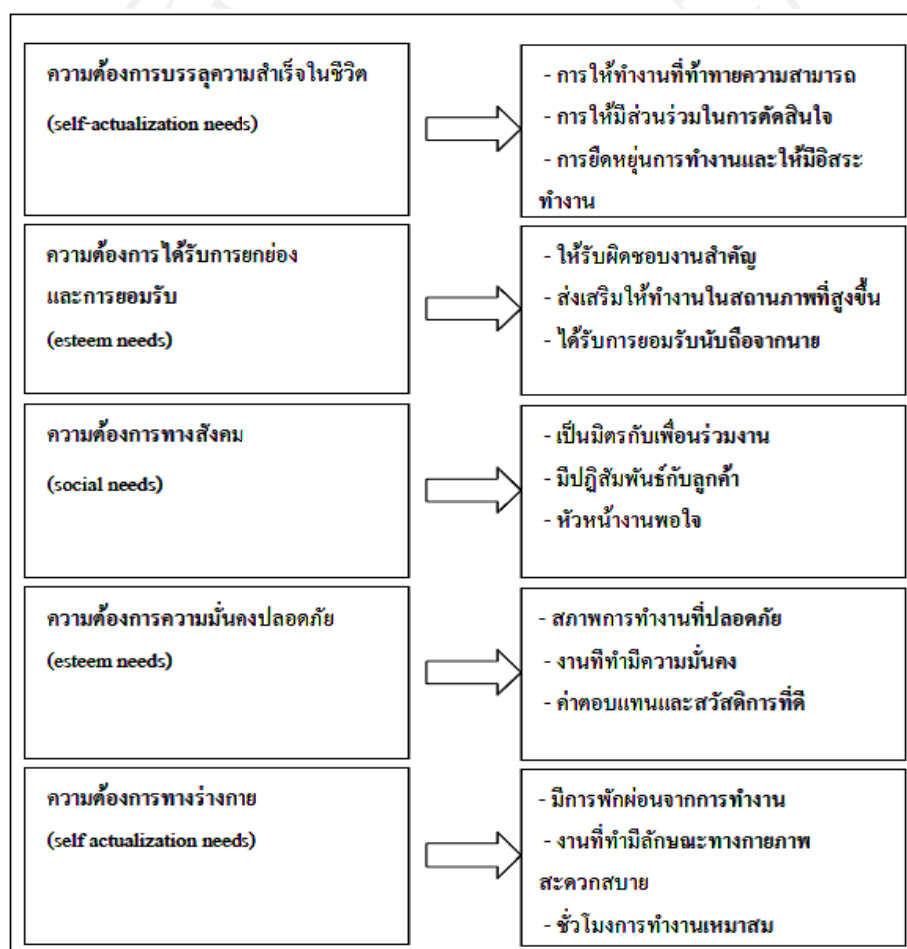 ความต้องการบรรลุความสำเร็จในชีวิต
(self-actualization needs)
- การให้ทำงานที่ท้าทายความสามารถ
- การให้มีส่วนร่วมในการตัดสินใจ
- การยืดหยุ่นการทำงานและให้มีอิสระ
ทำงาน
ความต้องการได้รับการยกย่อง
และการยอมรับ
(esteem needs)
- ให้รับผิดชอบงานสำคัญ
- ส่งเสริมให้ทำงานในสถานภาพที่สูงขึ้น
- ได้รับการยอมรับนับถือจากนาย
ความต้องการทางสังคม
(social needs)
- เป็นมิตรกับเพื่อนร่วมงาน
- มีปฏิสัมพันธ์กับลูกค้า
- หัวหน้างานพอใจ
ความต้องการความมั่นคงปลอดภัย
(esteem needs)
- สภาพการทำงานที่ปลอดภัย
- งานที่ทำมีความมั่นคง
- ค่าตอบแทนและสวัสดิการที่ดี
ความต้องการทางร่างกาย
(self actualization needs)
- มีการพักผ่อนจากการทำงาน
- งานที่ทำมีลักษณะทางกายภาพ
สะดวกสบาย
- ชั่วโมงการทำงานเหมาสม